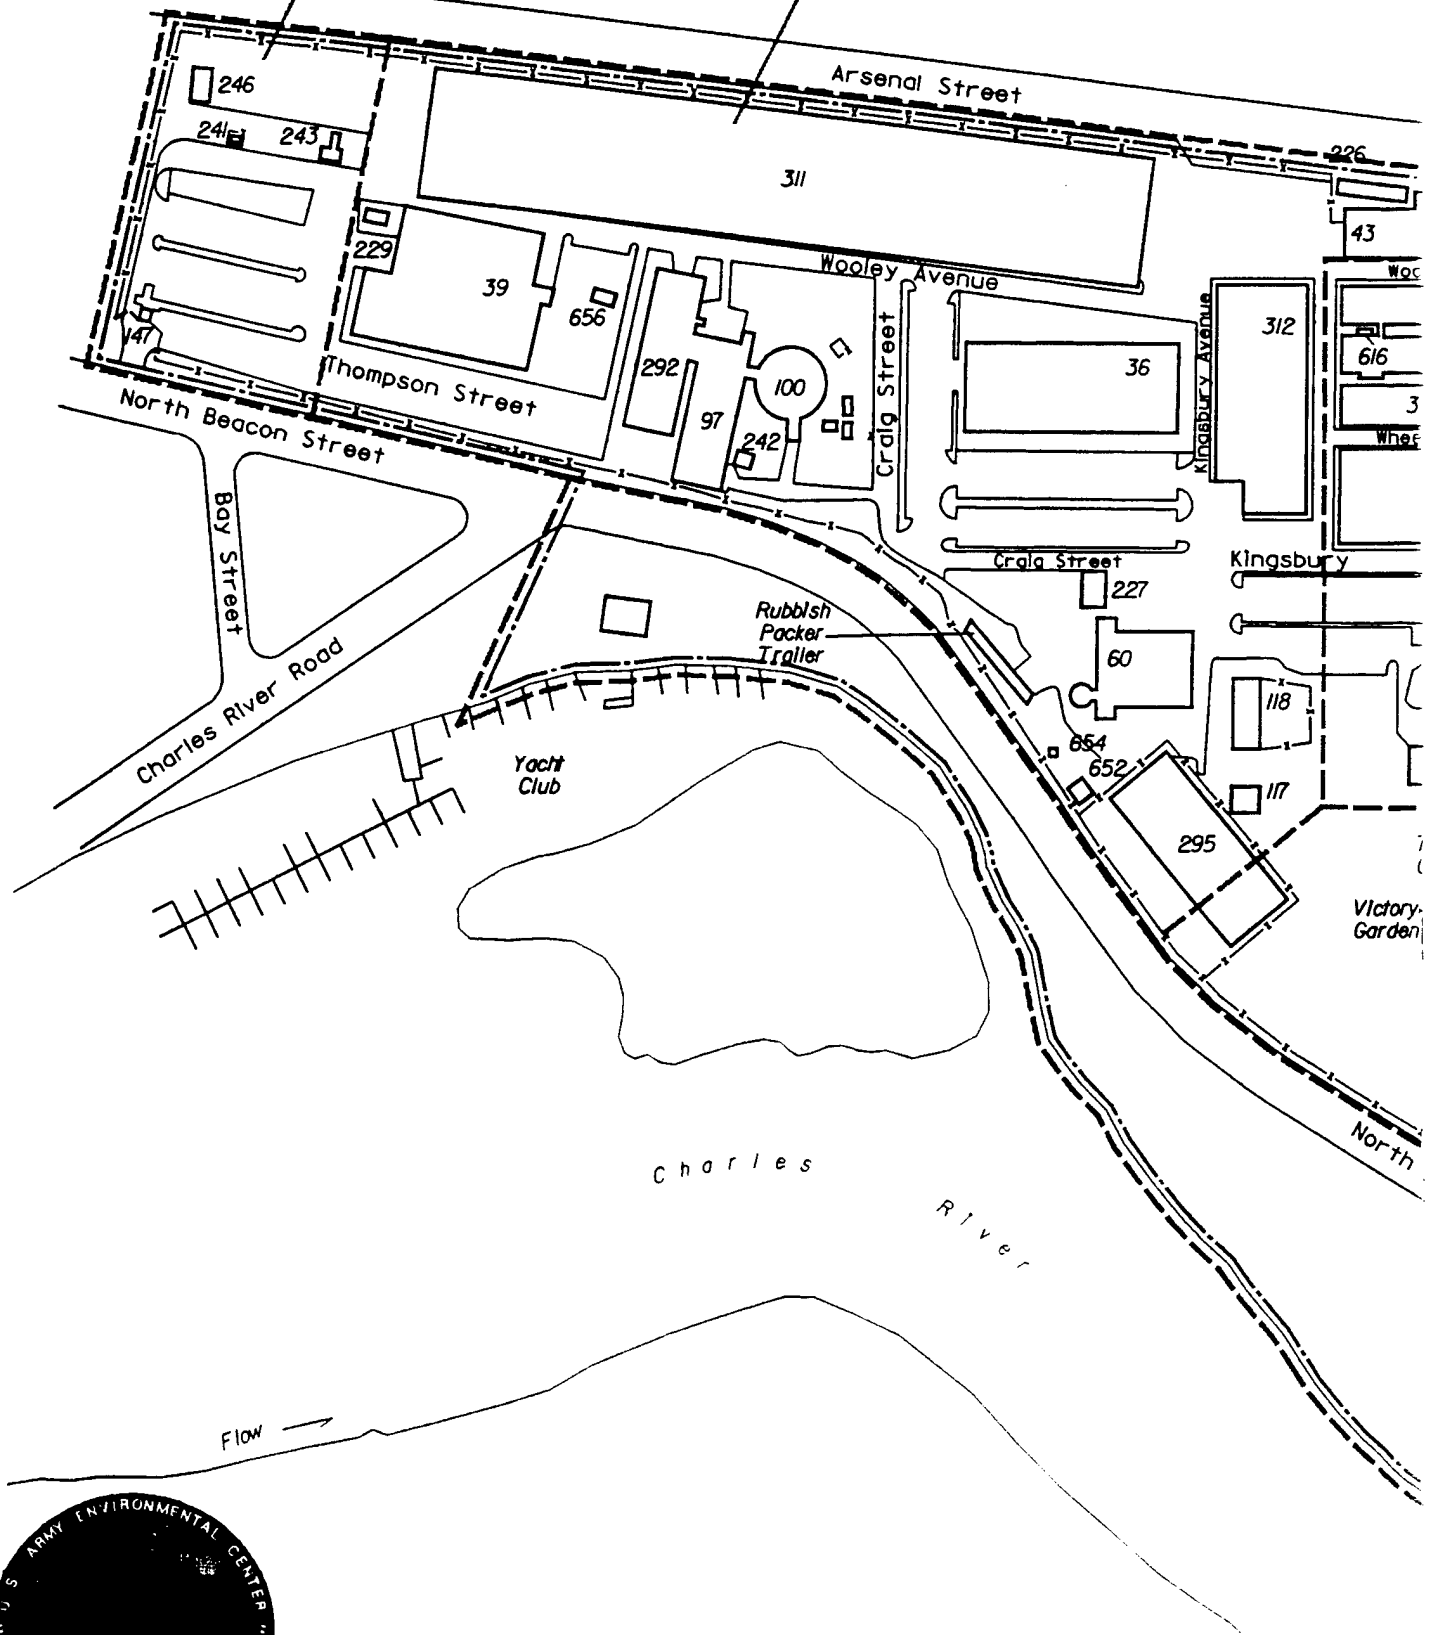 Arsenal Street
246
241
243
311
226
229
39
656
Wooley Avenue
43
Woo
147
292
100
Craig Street
36
Kingsbury Avenue
312
616
Thompson Street
97
242
3
Whee
North Beacon Street
Bay Street
Craig Street
Kingsbury
227
Rubbish
Packer
Trailer
60
118
Charles River Road
654
652
117
Yacht
Club
295
Victory
Garden
North
Charles
River
Flow
U S ARMY ENVIRONMENTAL CENTER